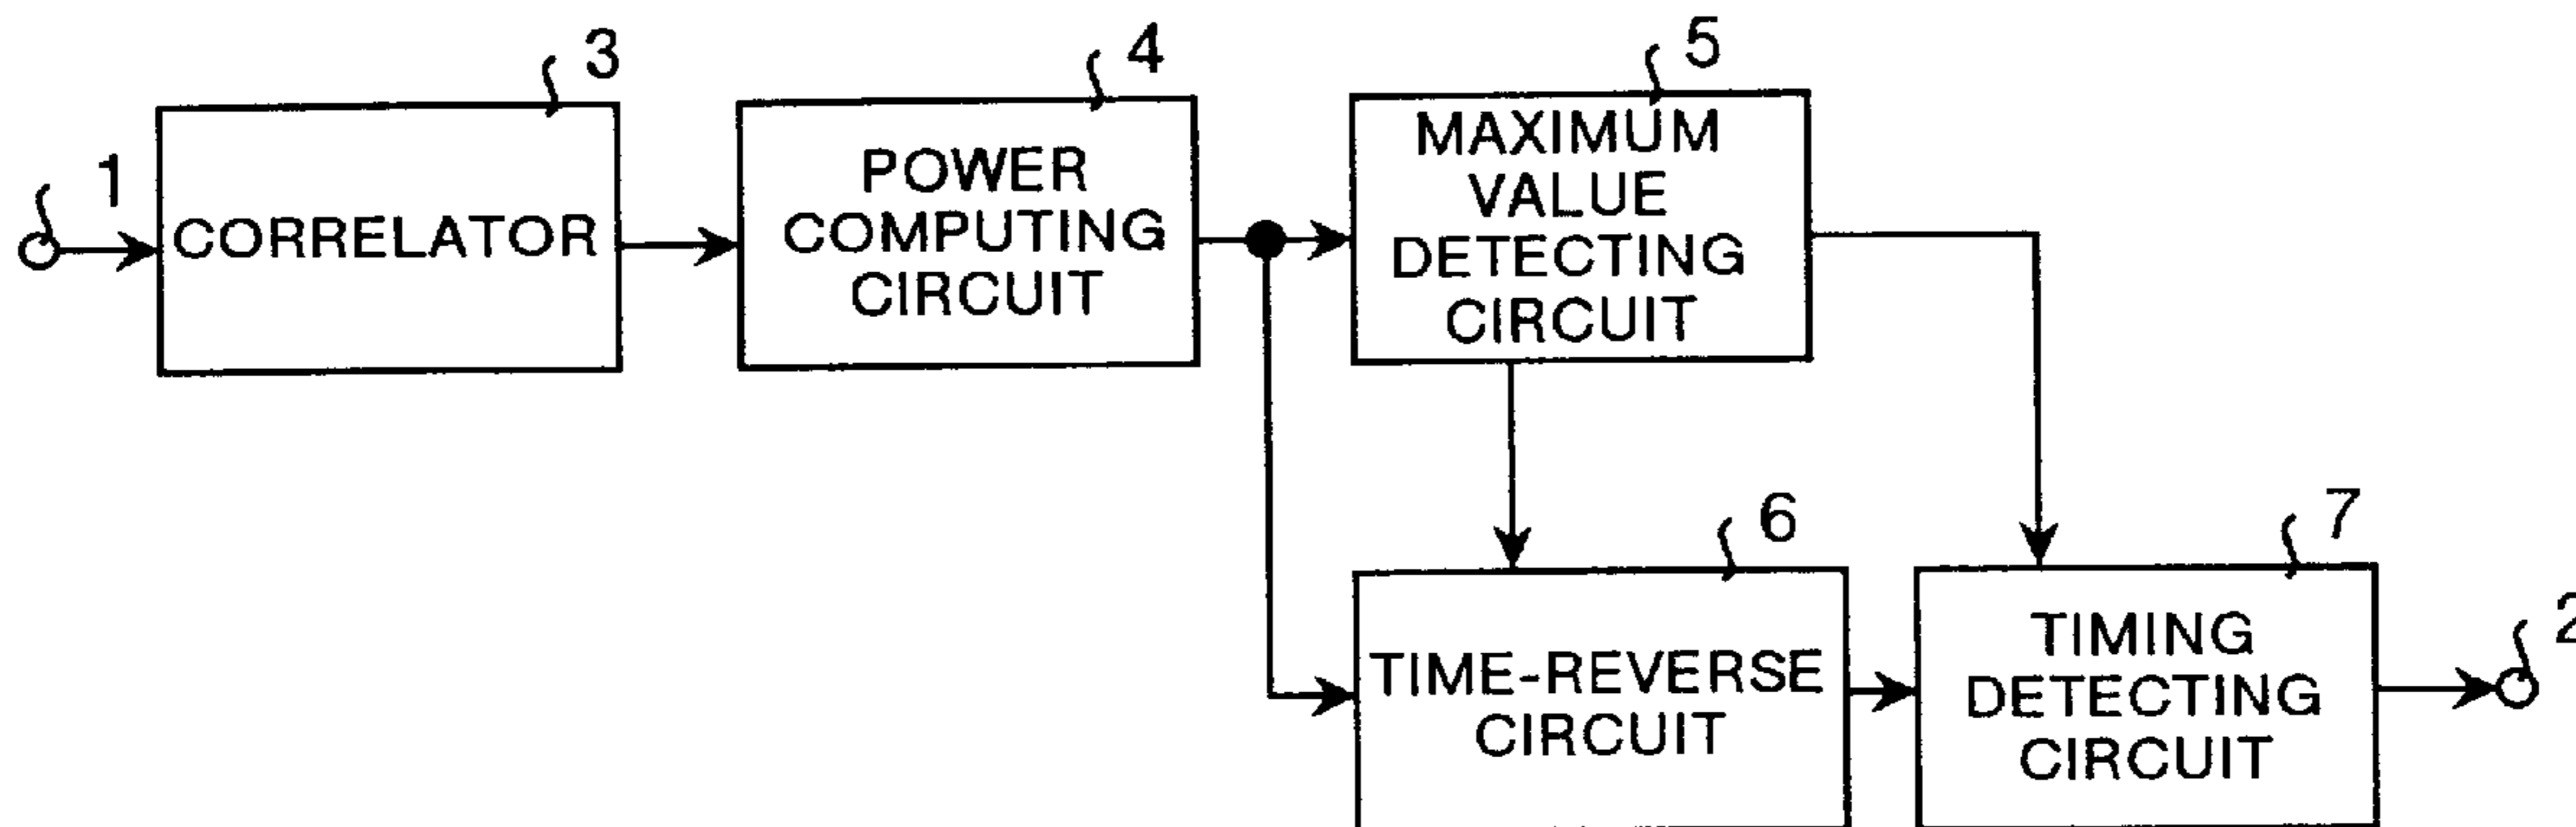 1
3
CORRELATOR
4
POWER
COMPUTING
CIRCUIT
5
MAXIMUM
VALUE
DETECTING
CIRCUIT
6
TIME-REVERSE
CIRCUIT
7
TIMING
DETECTING
CIRCUIT
2